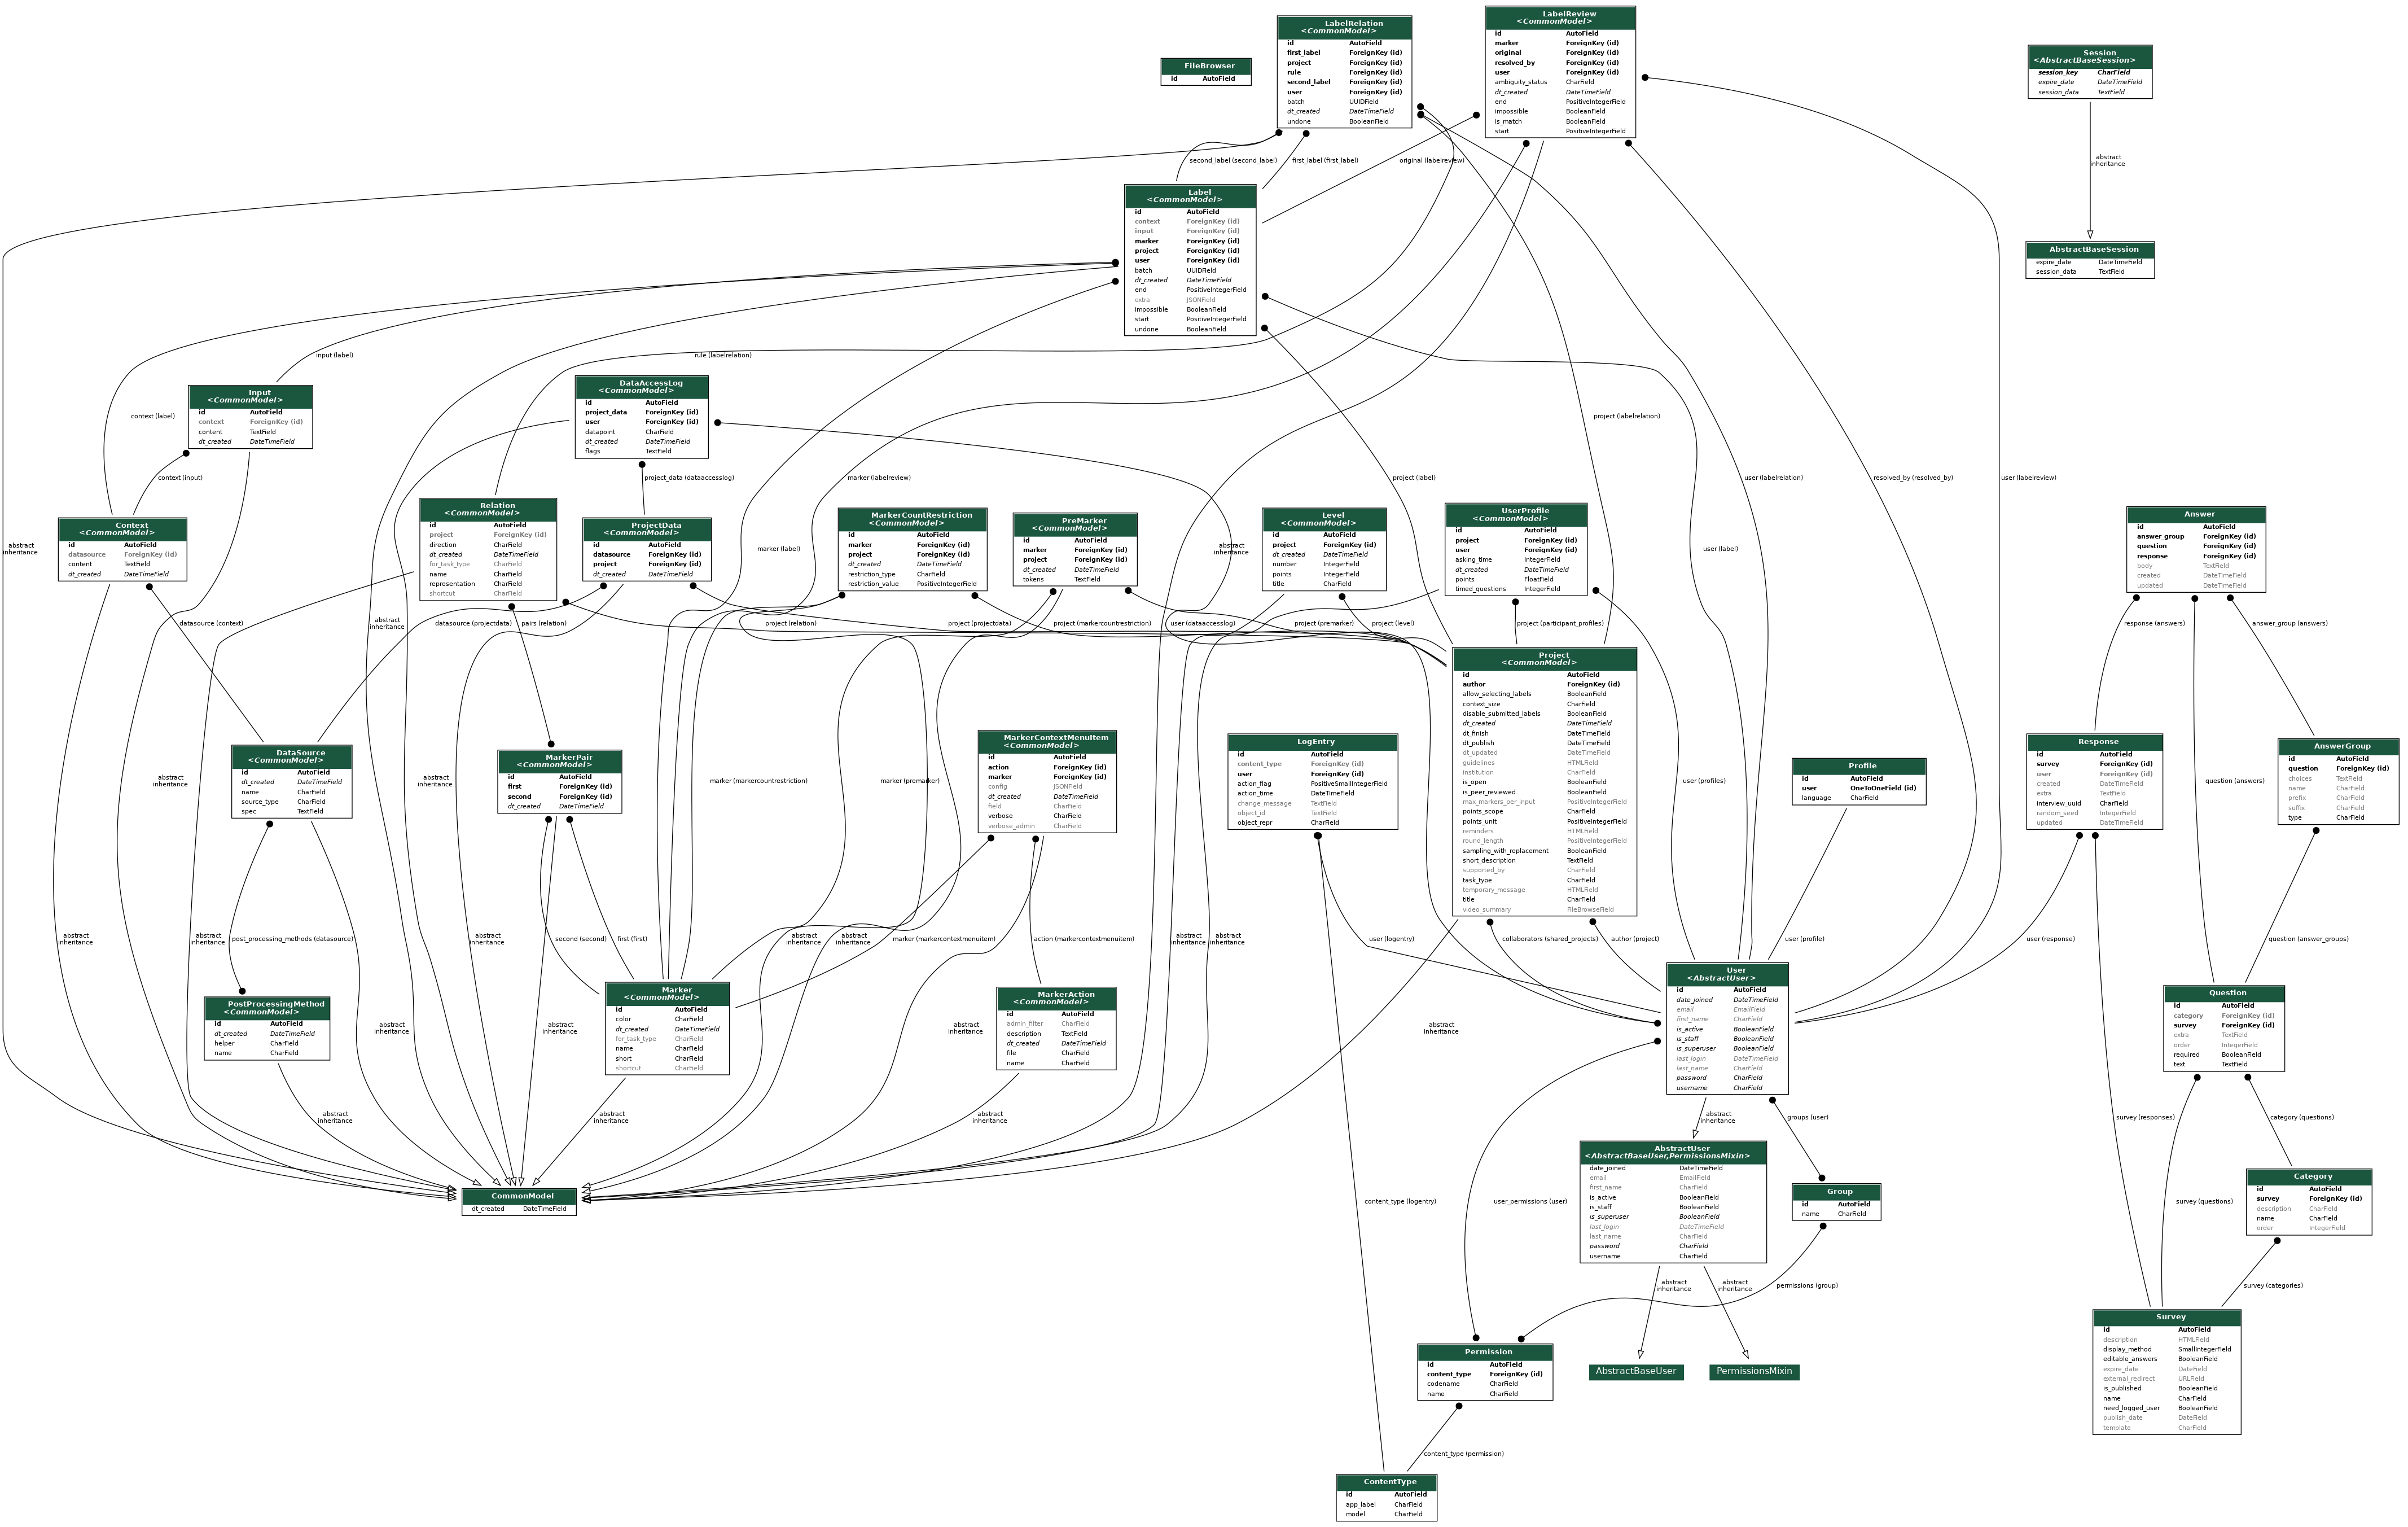 LabelRelation
<CommonModel>
id AutoField
first_label ForeignKey (id)
project ForeignKey (id)
rule ForeignKey (id)
second_label ForeignKey (id)
user ForeignKey (id)
batch UUIDField
dt_created DateTimeField
undone BooleanField
LabelReview
<CommonModel>
id AutoField
marker ForeignKey (id)
original ForeignKey (id)
resolved_by ForeignKey (id)
user ForeignKey (id)
ambiguity_status CharField
dt_created DateTimeField
end PositiveIntegerField
impossible BooleanField
is_match BooleanField
start PositiveIntegerField
FileBrowser
id AutoField
Session
<AbstractBaseSession>
session_key CharField
expire_date DateTimeField
session_data TextField
second_label (second_label)
first_label (first_label)
original (labelreview)
abstract
inheritance
Label
<CommonModel>
id AutoField
context ForeignKey (id)
input ForeignKey (id)
marker ForeignKey (id)
project ForeignKey (id)
user ForeignKey (id)
batch UUIDField
dt_created DateTimeField
end PositiveIntegerField
extra JSONField
impossible BooleanField
start PositiveIntegerField
undone BooleanField
AbstractBaseSession
expire_date DateTimeField
session_data TextField
input (label)
rule (labelrelation)
context (label)
project (labelrelation)
Input
<CommonModel>
id AutoField
context ForeignKey (id)
content TextField
dt_created DateTimeField
DataAccessLog
<CommonModel>
id AutoField
project_data ForeignKey (id)
user ForeignKey (id)
datapoint CharField
dt_created DateTimeField
flags TextField
context (input)
project_data (dataaccesslog)
marker (labelreview)
project (label)
user (labelrelation)
resolved_by (resolved_by)
user (labelreview)
abstract
inheritance
marker (label)
abstract
inheritance
user (label)
Context
<CommonModel>
id AutoField
datasource ForeignKey (id)
content TextField
dt_created DateTimeField
Relation
<CommonModel>
id AutoField
project ForeignKey (id)
direction CharField
dt_created DateTimeField
for_task_type CharField
name CharField
representation CharField
shortcut CharField
ProjectData
<CommonModel>
id AutoField
datasource ForeignKey (id)
project ForeignKey (id)
dt_created DateTimeField
MarkerCountRestriction
<CommonModel>
id AutoField
marker ForeignKey (id)
project ForeignKey (id)
dt_created DateTimeField
restriction_type CharField
restriction_value PositiveIntegerField
PreMarker
<CommonModel>
id AutoField
marker ForeignKey (id)
project ForeignKey (id)
dt_created DateTimeField
tokens TextField
Level
<CommonModel>
id AutoField
project ForeignKey (id)
dt_created DateTimeField
number IntegerField
points IntegerField
title CharField
UserProfile
<CommonModel>
id AutoField
project ForeignKey (id)
user ForeignKey (id)
asking_time IntegerField
dt_created DateTimeField
points FloatField
timed_questions IntegerField
Answer
id AutoField
answer_group ForeignKey (id)
question ForeignKey (id)
response ForeignKey (id)
body TextField
created DateTimeField
updated DateTimeField
datasource (context)
abstract
inheritance
datasource (projectdata)
pairs (relation)
project (relation)
project (projectdata)
project (markercountrestriction)
user (dataaccesslog)
project (premarker)
project (level)
project (participant_profiles)
response (answers)
answer_group (answers)
Project
<CommonModel>
id AutoField
author ForeignKey (id)
allow_selecting_labels BooleanField
context_size CharField
disable_submitted_labels BooleanField
dt_created DateTimeField
dt_finish DateTimeField
dt_publish DateTimeField
dt_updated DateTimeField
guidelines HTMLField
institution CharField
is_open BooleanField
is_peer_reviewed BooleanField
max_markers_per_input PositiveIntegerField
points_scope CharField
points_unit PositiveIntegerField
reminders HTMLField
round_length PositiveIntegerField
sampling_with_replacement BooleanField
short_description TextField
supported_by CharField
task_type CharField
temporary_message HTMLField
title CharField
video_summary FileBrowseField
DataSource
<CommonModel>
id AutoField
dt_created DateTimeField
name CharField
source_type CharField
spec TextField
MarkerPair
<CommonModel>
id AutoField
first ForeignKey (id)
second ForeignKey (id)
dt_created DateTimeField
MarkerContextMenuItem
<CommonModel>
id AutoField
action ForeignKey (id)
marker ForeignKey (id)
config JSONField
dt_created DateTimeField
field CharField
verbose CharField
verbose_admin CharField
LogEntry
id AutoField
content_type ForeignKey (id)
user ForeignKey (id)
action_flag PositiveSmallIntegerField
action_time DateTimeField
change_message TextField
object_id TextField
object_repr CharField
Profile
id AutoField
user OneToOneField (id)
language CharField
Response
id AutoField
survey ForeignKey (id)
user ForeignKey (id)
created DateTimeField
extra TextField
interview_uuid CharField
random_seed IntegerField
updated DateTimeField
AnswerGroup
id AutoField
question ForeignKey (id)
choices TextField
name CharField
prefix CharField
suffix CharField
type CharField
abstract
inheritance
abstract
inheritance
marker (markercountrestriction)
marker (premarker)
user (profiles)
question (answers)
abstract
inheritance
abstract
inheritance
post_processing_methods (datasource)
abstract
inheritance
second (second)
first (first)
abstract
inheritance
abstract
inheritance
marker (markercontextmenuitem)
action (markercontextmenuitem)
abstract
inheritance
abstract
inheritance
user (logentry)
collaborators (shared_projects)
author (project)
user (profile)
user (response)
question (answer_groups)
PostProcessingMethod
<CommonModel>
id AutoField
dt_created DateTimeField
helper CharField
name CharField
abstract
inheritance
abstract
inheritance
Marker
<CommonModel>
id AutoField
color CharField
dt_created DateTimeField
for_task_type CharField
name CharField
short CharField
shortcut CharField
abstract
inheritance
MarkerAction
<CommonModel>
id AutoField
admin_filter CharField
description TextField
dt_created DateTimeField
file CharField
name CharField
abstract
inheritance
User
<AbstractUser>
id AutoField
date_joined DateTimeField
email EmailField
first_name CharField
is_active BooleanField
is_staff BooleanField
is_superuser BooleanField
last_login DateTimeField
last_name CharField
password CharField
username CharField
Question
id AutoField
category ForeignKey (id)
survey ForeignKey (id)
extra TextField
order IntegerField
required BooleanField
text TextField
abstract
inheritance
abstract
inheritance
abstract
inheritance
abstract
inheritance
groups (user)
survey (responses)
category (questions)
CommonModel
dt_created DateTimeField
content_type (logentry)
user_permissions (user)
AbstractUser
<AbstractBaseUser,PermissionsMixin>
date_joined DateTimeField
email EmailField
first_name CharField
is_active BooleanField
is_staff BooleanField
is_superuser BooleanField
last_login DateTimeField
last_name CharField
password CharField
username CharField
Group
id AutoField
name CharField
survey (questions)
Category
id AutoField
survey ForeignKey (id)
description CharField
name CharField
order IntegerField
abstract
inheritance
abstract
inheritance
permissions (group)
survey (categories)
Permission
id AutoField
content_type ForeignKey (id)
codename CharField
name CharField
AbstractBaseUser
PermissionsMixin
Survey
id AutoField
description HTMLField
display_method SmallIntegerField
editable_answers BooleanField
expire_date DateField
external_redirect URLField
is_published BooleanField
name CharField
need_logged_user BooleanField
publish_date DateField
template CharField
content_type (permission)
ContentType
id AutoField
app_label CharField
model CharField